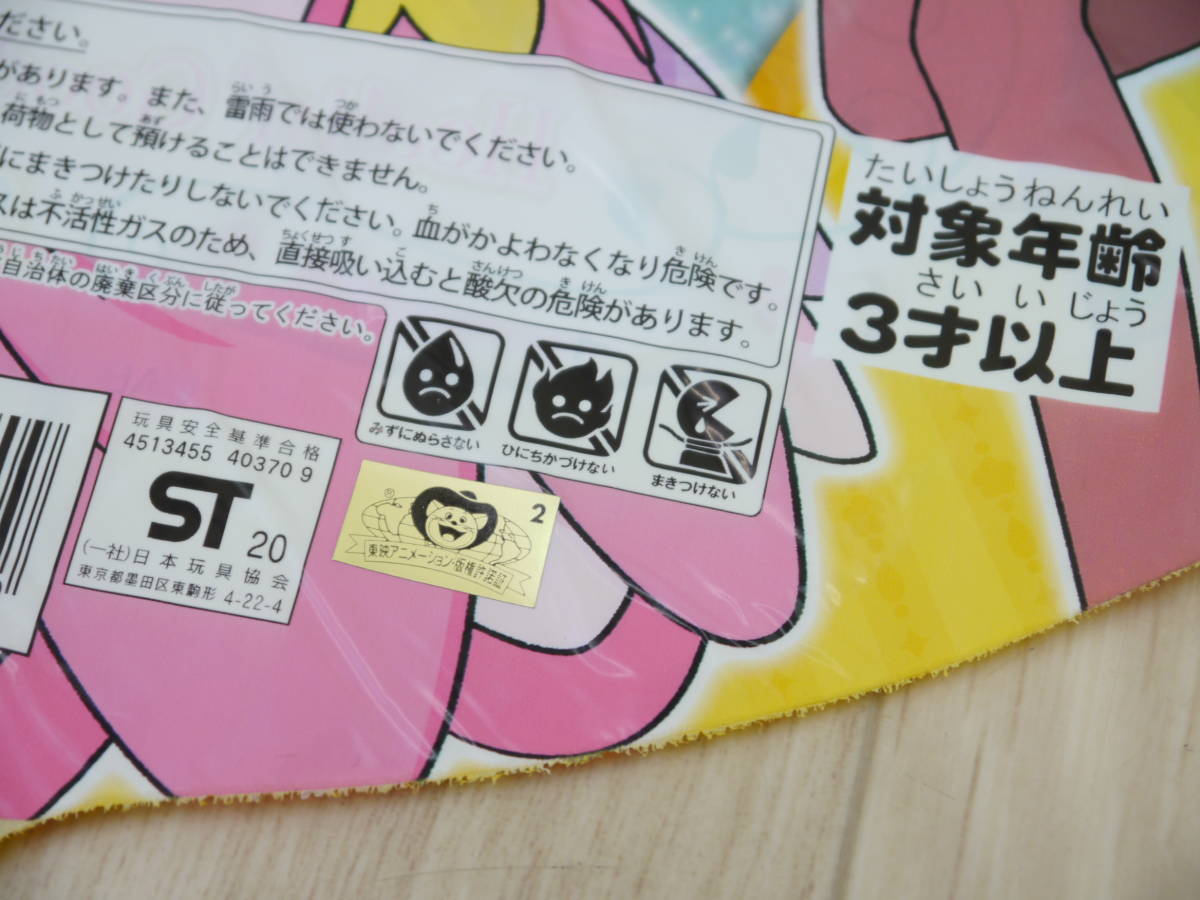 ださい。
があります。また、雷雨では使わないでください。
荷物として預けることはできません。
にまきつけたりしないでください。血がかよわなくなり危険です。
スは不活性ガスのため、直接吸い込むと酸欠の危険があります。
自治体の廃棄区分に従ってください。
たいしょうねんれい
対象年齢
さい いじょう
3才以上
みずにぬらさない
ひにちかづけない
まきつけない
玩具安全基準合格
4513455 40370 9
ST 20
(一社)日本玩具協会
東京都墨田区東駒形 4-22-4
2
東映アニメーション・版権許諾証